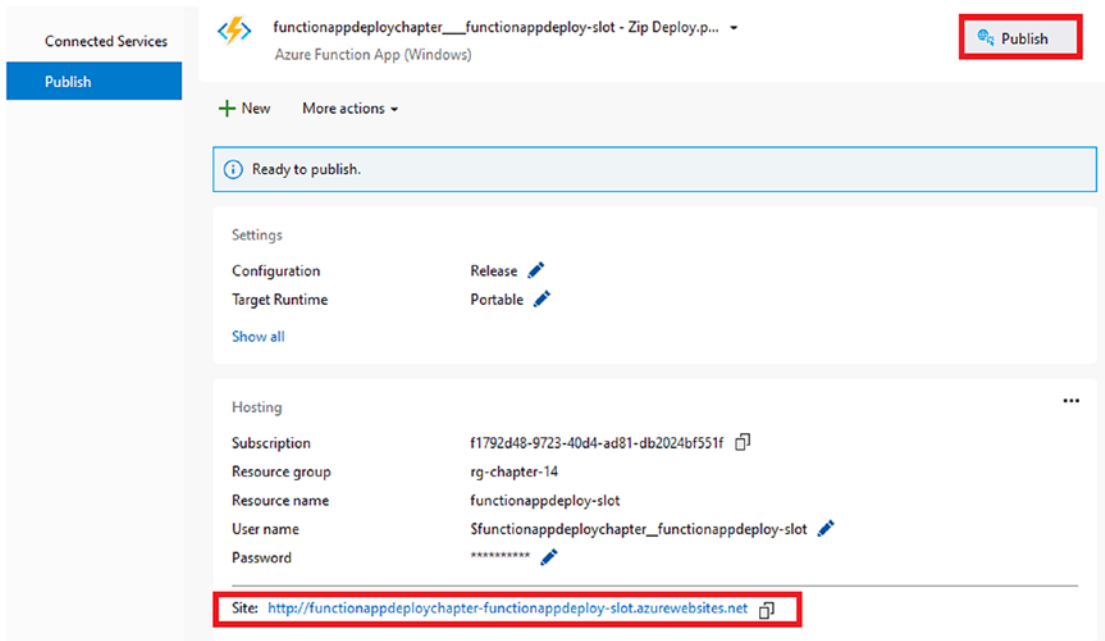 Connected Services
Publish
functionappdeploychapter___functionappdeploy-slot - Zip Deploy.p...
Azure Function App (Windows)
Publish
New More actions
Ready to publish.
Settings
Configuration Release
Target Runtime Portable
Show all
Hosting
Subscription f1792d48-9723-40d4-ad81-db2024bf551f
Resource group rg-chapter-14
Resource name functionappdeploy-slot
User name $functionappdeploychapter__functionappdeploy-slot
Password **********
Site: http://functionappdeploychapter-functionappdeploy-slot.azurewebsites.net